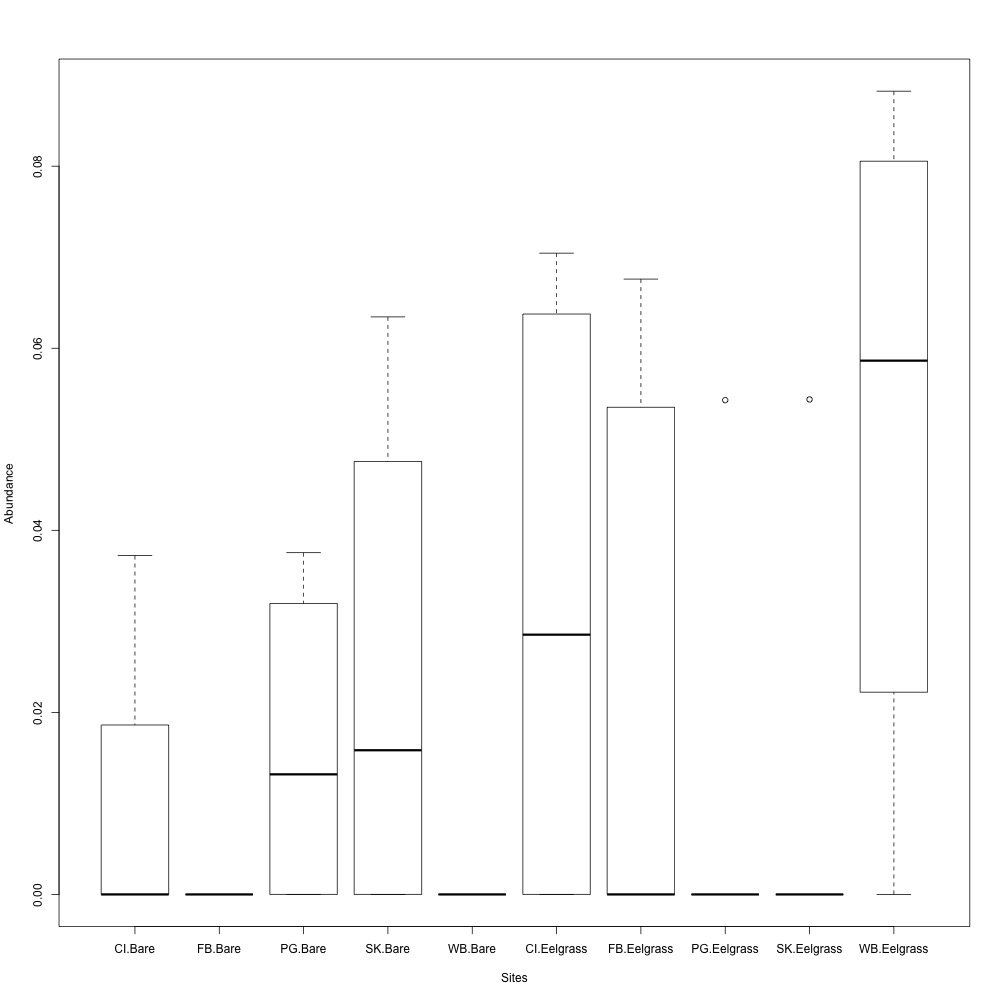 0.08
0.06
0.04
0.02
0.00
Abundance
CI.Bare FB.Bare PG.Bare SK.Bare WB.Bare CI.Eelgrass FB.Eelgrass PG.Eelgrass SK.Eelgrass WB.Eelgrass
Sites